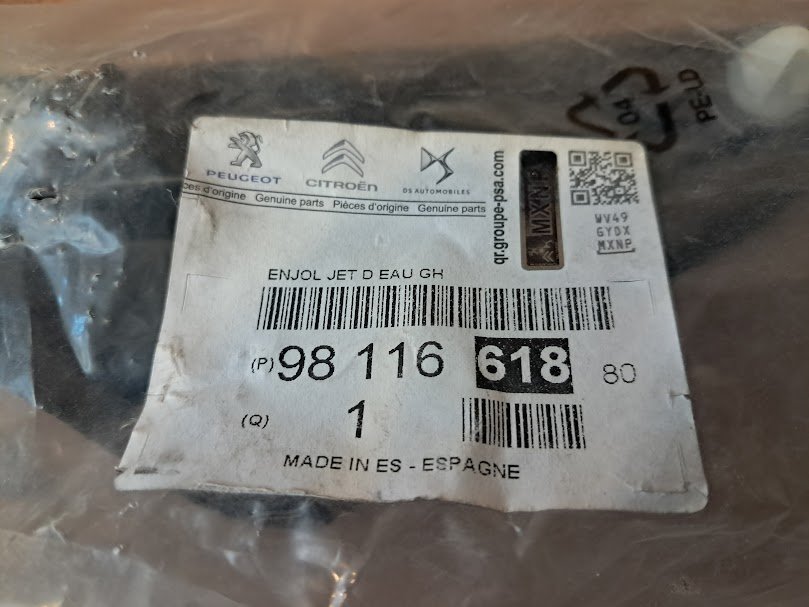 PEUGEOT CITROËN DS AUTOMOBILES
ces d'origine Genuine parts Pièces d'origine Genuine parts
qr.groupe-psa.com
MXNP
WV49
GYDX
MXNP
04
PE-LD
ENJOL JET D EAU GH
(P) 98 116 618 80
(Q) 1
MADE IN ES - ESPAGNE